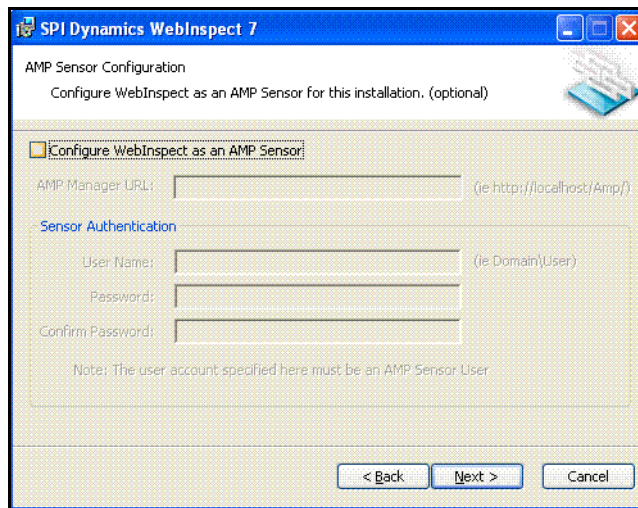 SPI Dynamics WebInspect 7
AMP Sensor Configuration
Configure WebInspect as an AMP Sensor for this installation. (optional)
Configure WebInspect as an AMP Sensor
AMP Manager URL: (ie http://localhost/Amp/)
Sensor Authentication
User Name: (ie Domain\User)
Password:
Confirm Password:
Note: The user account specified here must be an AMP Sensor User
< Back Next > Cancel